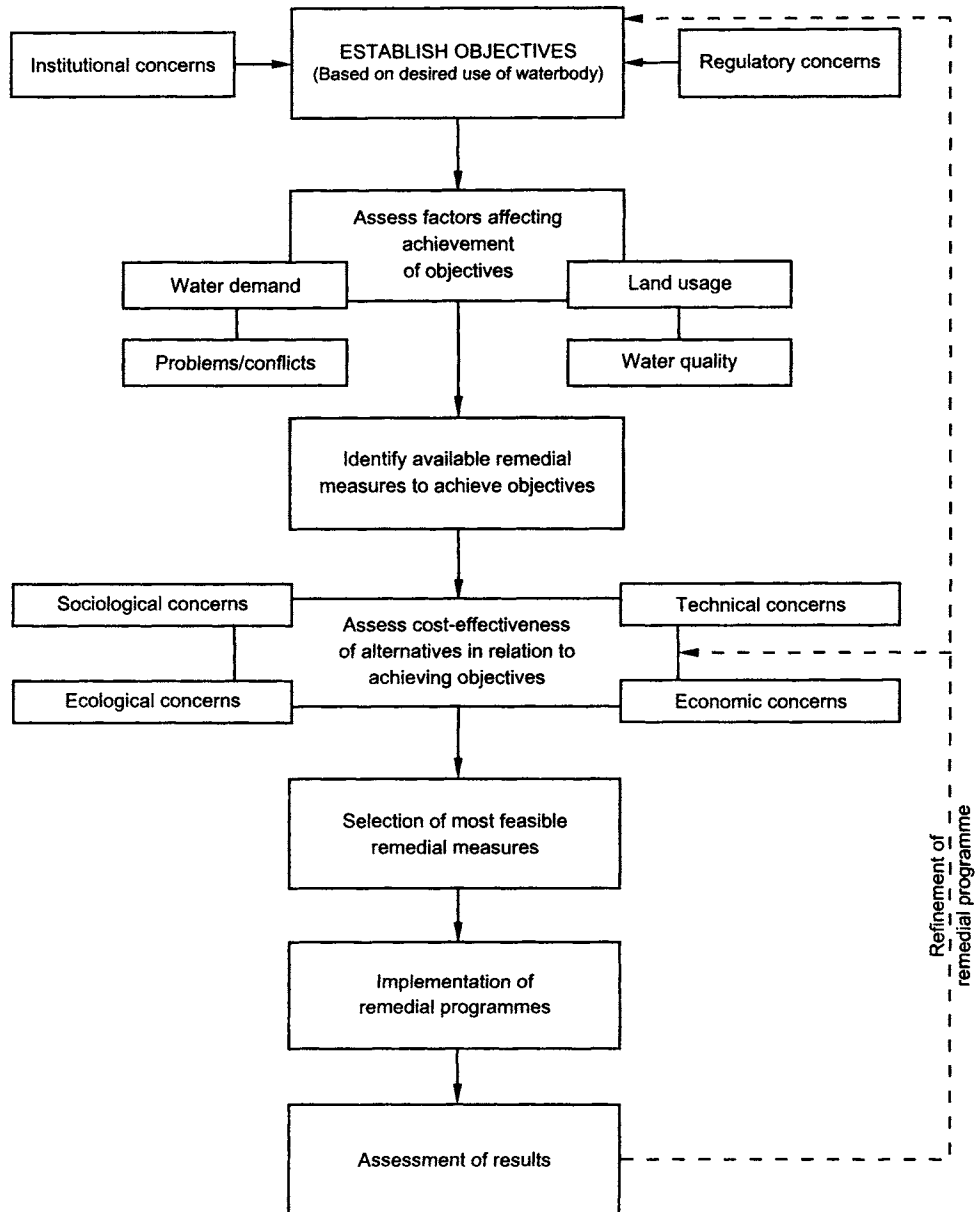 ESTABLISH OBJECTIVES
(Based on desired use of waterbody)
Institutional concerns
Regulatory concerns
Assess factors affecting
achievement
of objectives
Water demand
Land usage
Problems/conflicts
Water quality
Identify available remedial
measures to achieve objectives
Sociological concerns
Technical concerns
Assess cost-effectiveness
of alternatives in relation to
achieving objectives
Ecological concerns
Economic concerns
Selection of most feasible
remedial measures
Refinement of
remedial programme
Implementation of
remedial programmes
Assessment of results